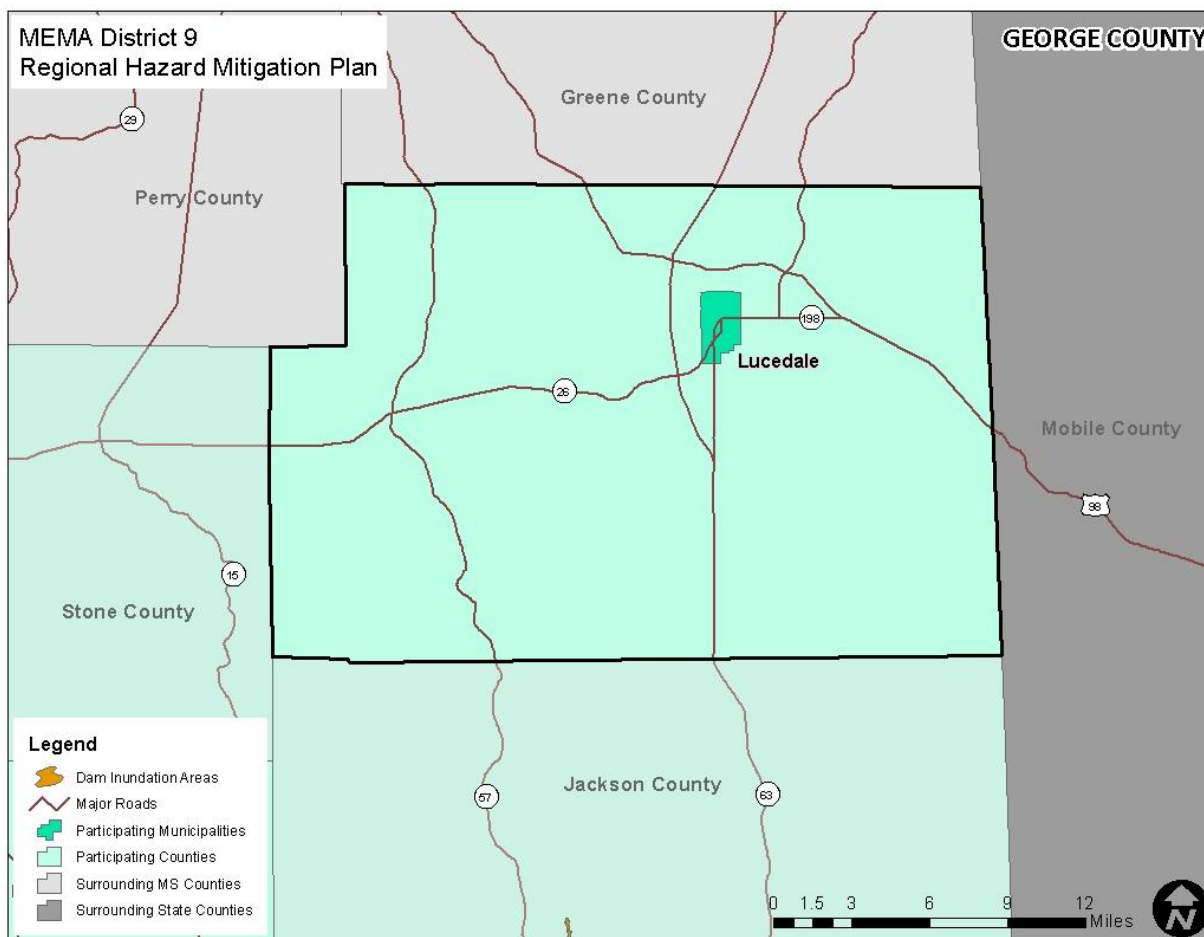 MEMA District 9
Regional Hazard Mitigation Plan
GEORGE COUNTY
Greene County
29
Perry County
198
Lucedale
26
Mobile County
98
15
Stone County
Legend
Dam Inundation Areas
Major Roads
Participating Municipalities
Participating Counties
Surrounding MS Counties
Surrounding State Counties
Jackson County
57
63
0 1.5 3 6 9 12
Miles
N